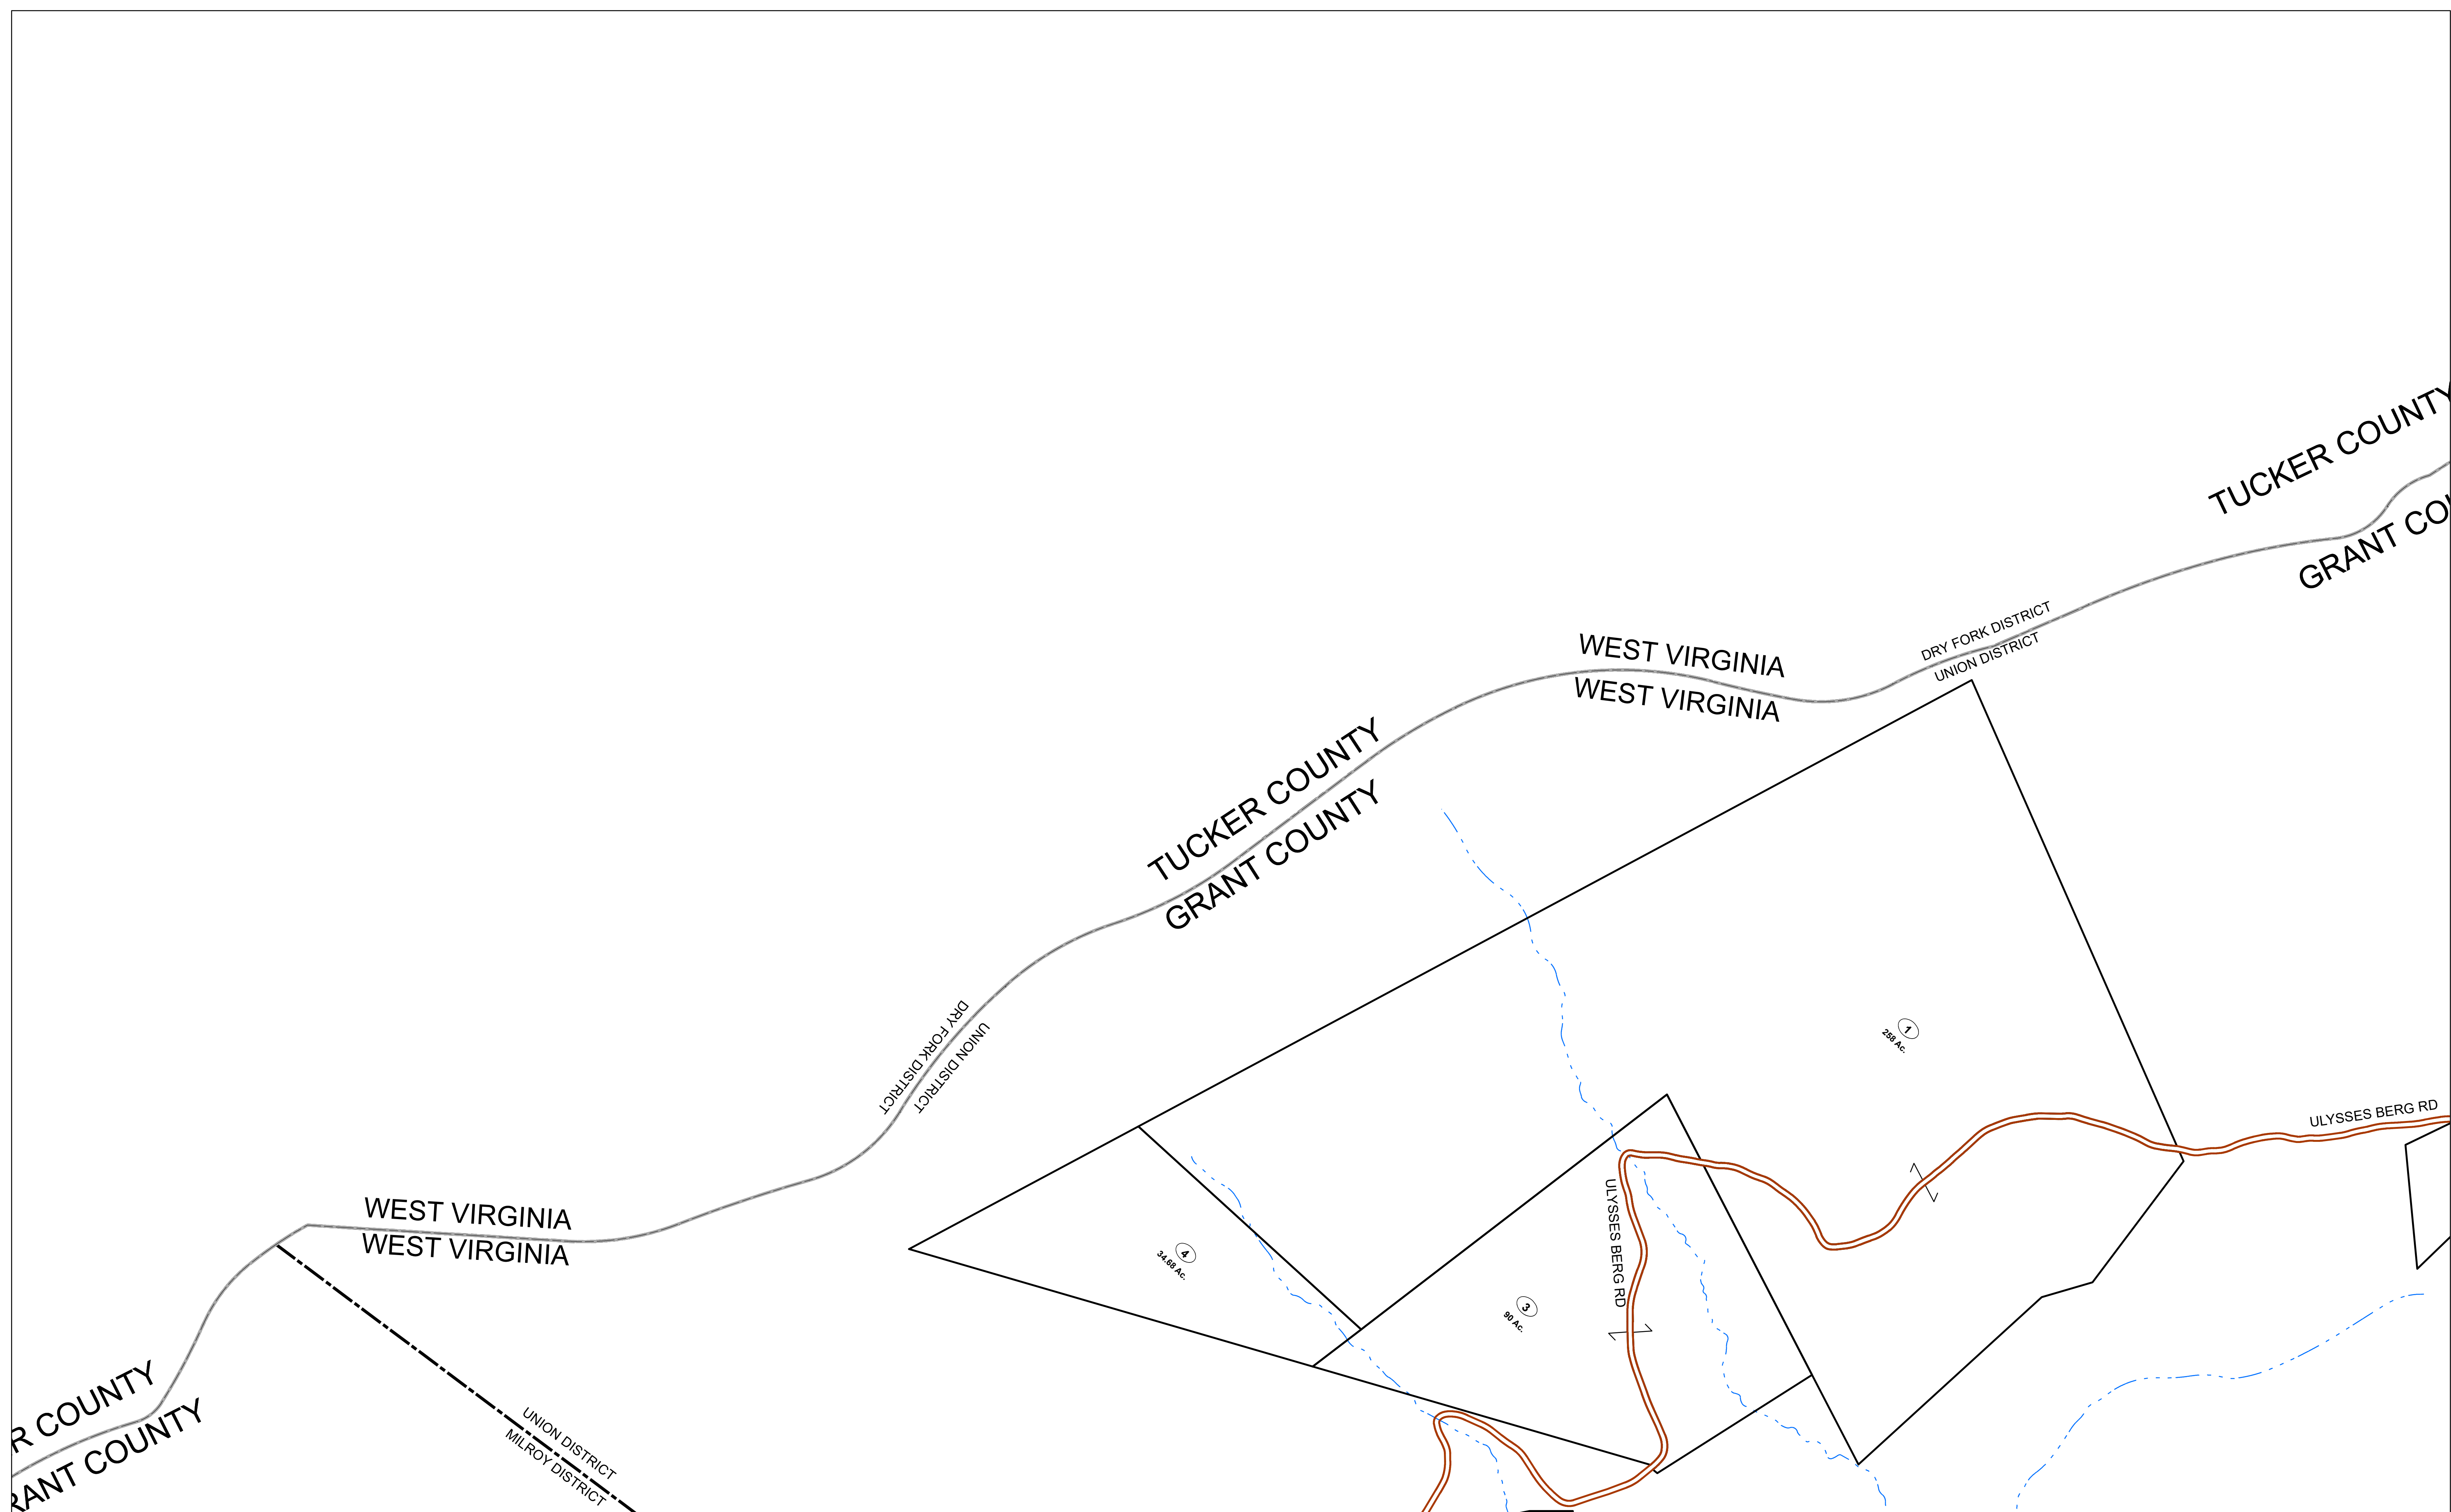 TUCKER COUNTY
GRANT COU
DRY FORK DISTRICT
UNION DISTRICT
WEST VIRGINIA
WEST VIRGINIA
TUCKER COUNTY
GRANT COUNTY
DRY FORK DISTRICT
UNION DISTRICT
1
258 Ac.
ULYSSES BERG RD
ULYSSES BERG RD
WEST VIRGINIA
WEST VIRGINIA
4
34.68 Ac.
3
90 Ac.
R COUNTY
RANT COUNTY
UNION DISTRICT
MILROY DISTRICT